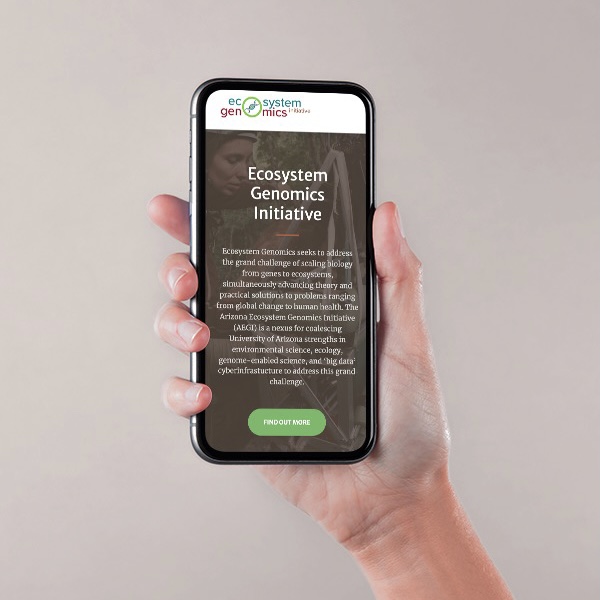 ecosystem
genomics initiative
Ecosystem
Genomics
Initiative
Ecosystem Genomics seeks to address
the grand challenge of scaling biology
from genes to ecosystems,
simultaneously advancing theory and
practical solutions to problems ranging
from global change to human health. The
Arizona Ecosystem Genomics Initiative
(AEGI) is a nexus for coalescing
University of Arizona strengths in
environmental science, ecology,
genome-enabled science, and 'big data'
cyberinfrastucture to address this grand
challenge.
FIND OUT MORE